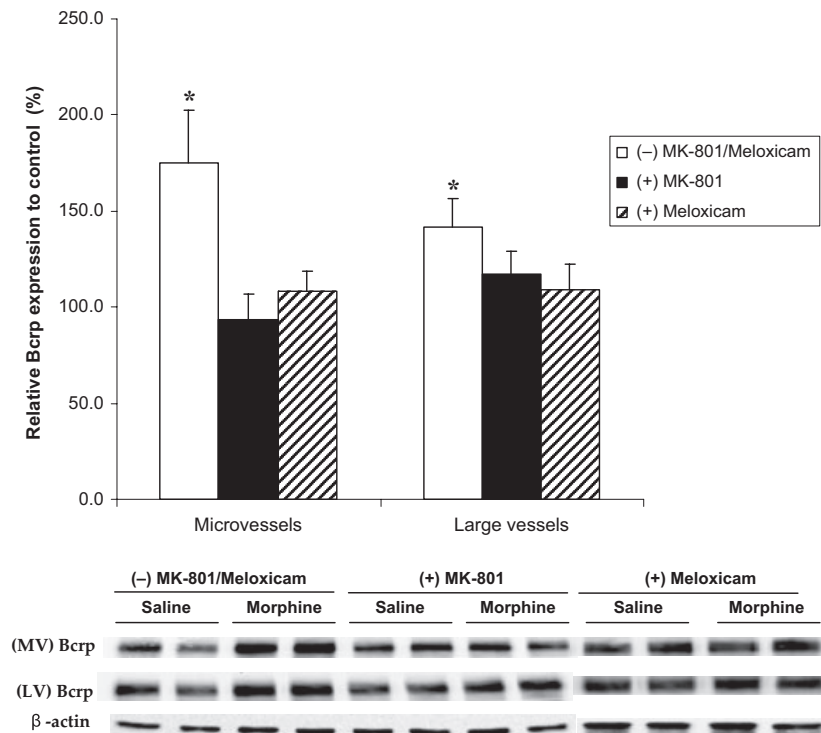 250.0
200.0
150.0
100.0
50.0
0.0
Relative Bcrp expression to control (%)
*
*
(–) MK-801/Meloxicam
(+) MK-801
(+) Meloxicam
Microvessels
Large vessels
(–) MK-801/Meloxicam (+) MK-801 (+) Meloxicam
Saline Morphine Saline Morphine Saline Morphine
(MV) Bcrp
(LV) Bcrp
β -actin